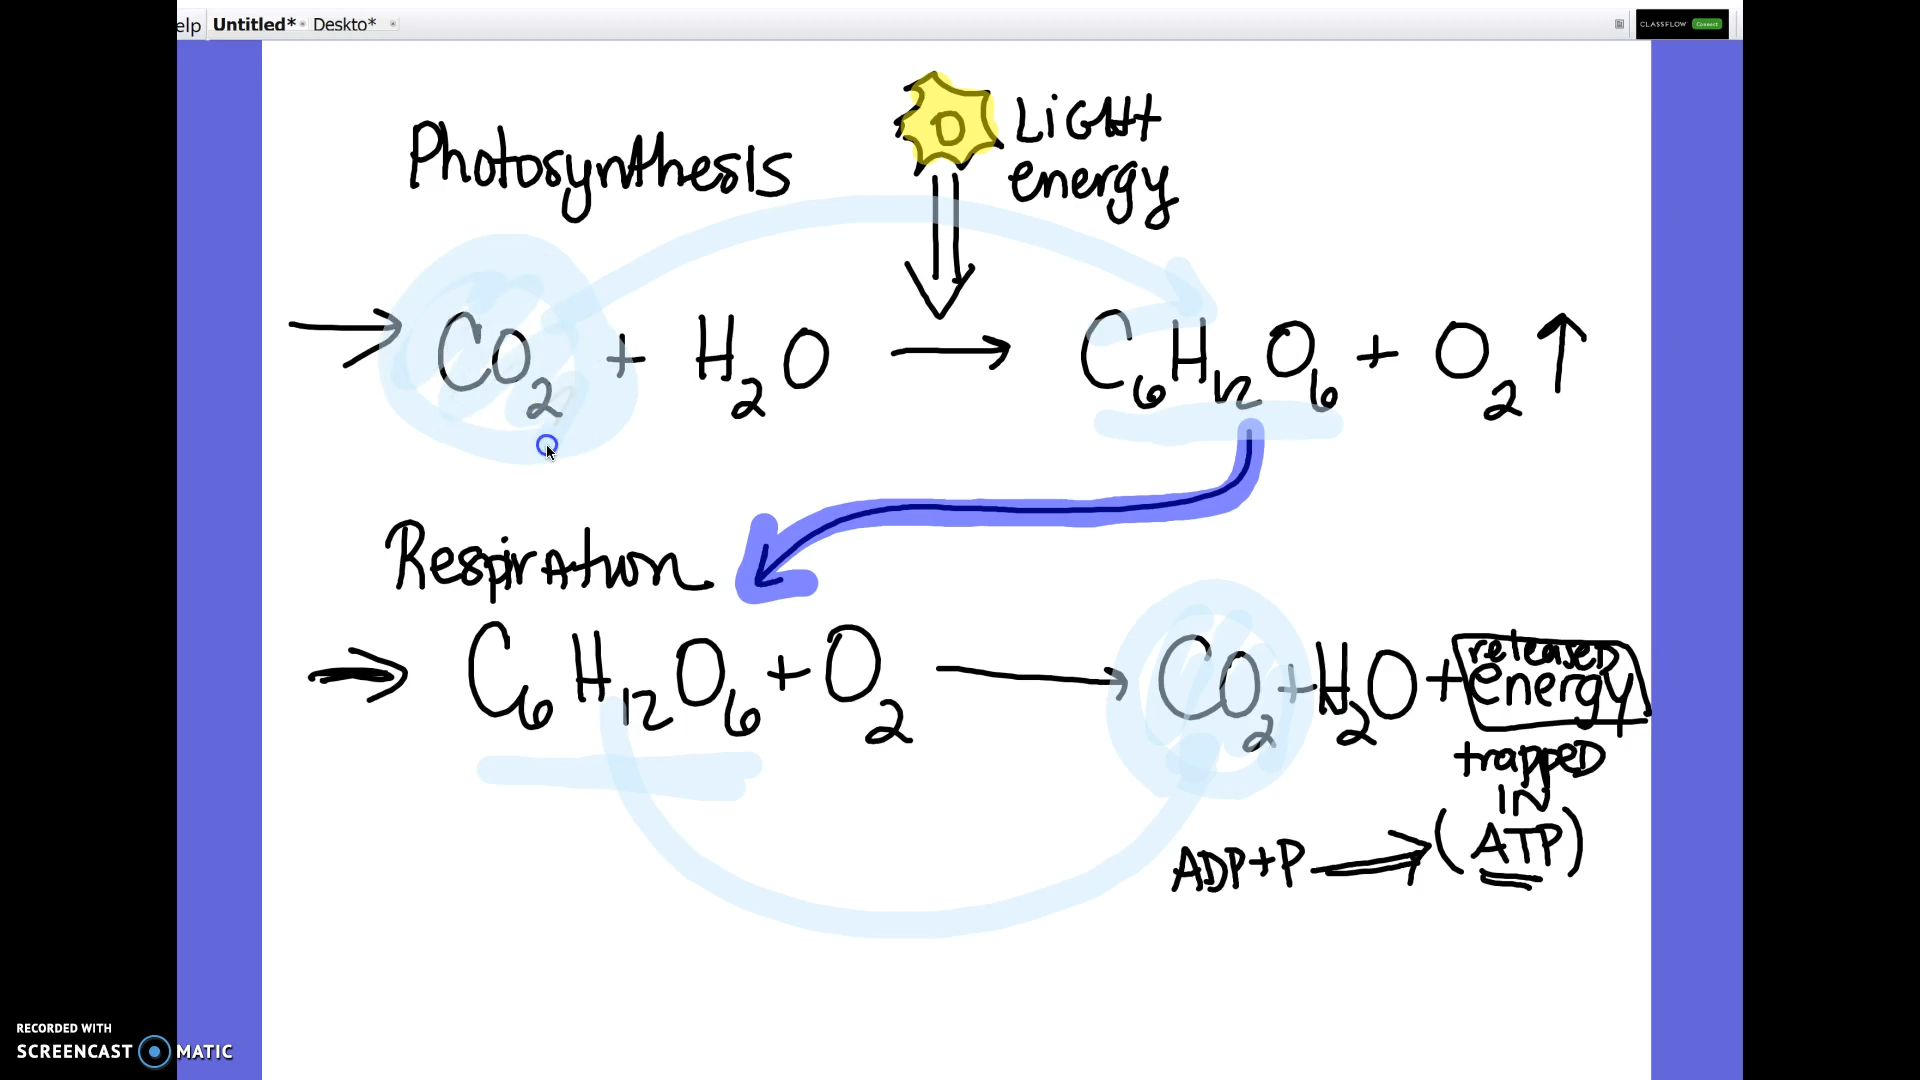 elp Untitled* Deskto*
CLASSFLOW Connect
Photosynthesis
LiGHt
energy
CO2 + H2O → C6H12O6 + O2 ↑
Respiration
C6H12O6 + O2 → CO2 + H2O + released energy
trapped
IN
ADP + P → (ATP)
RECORDED WITH
SCREENCAST MATIC